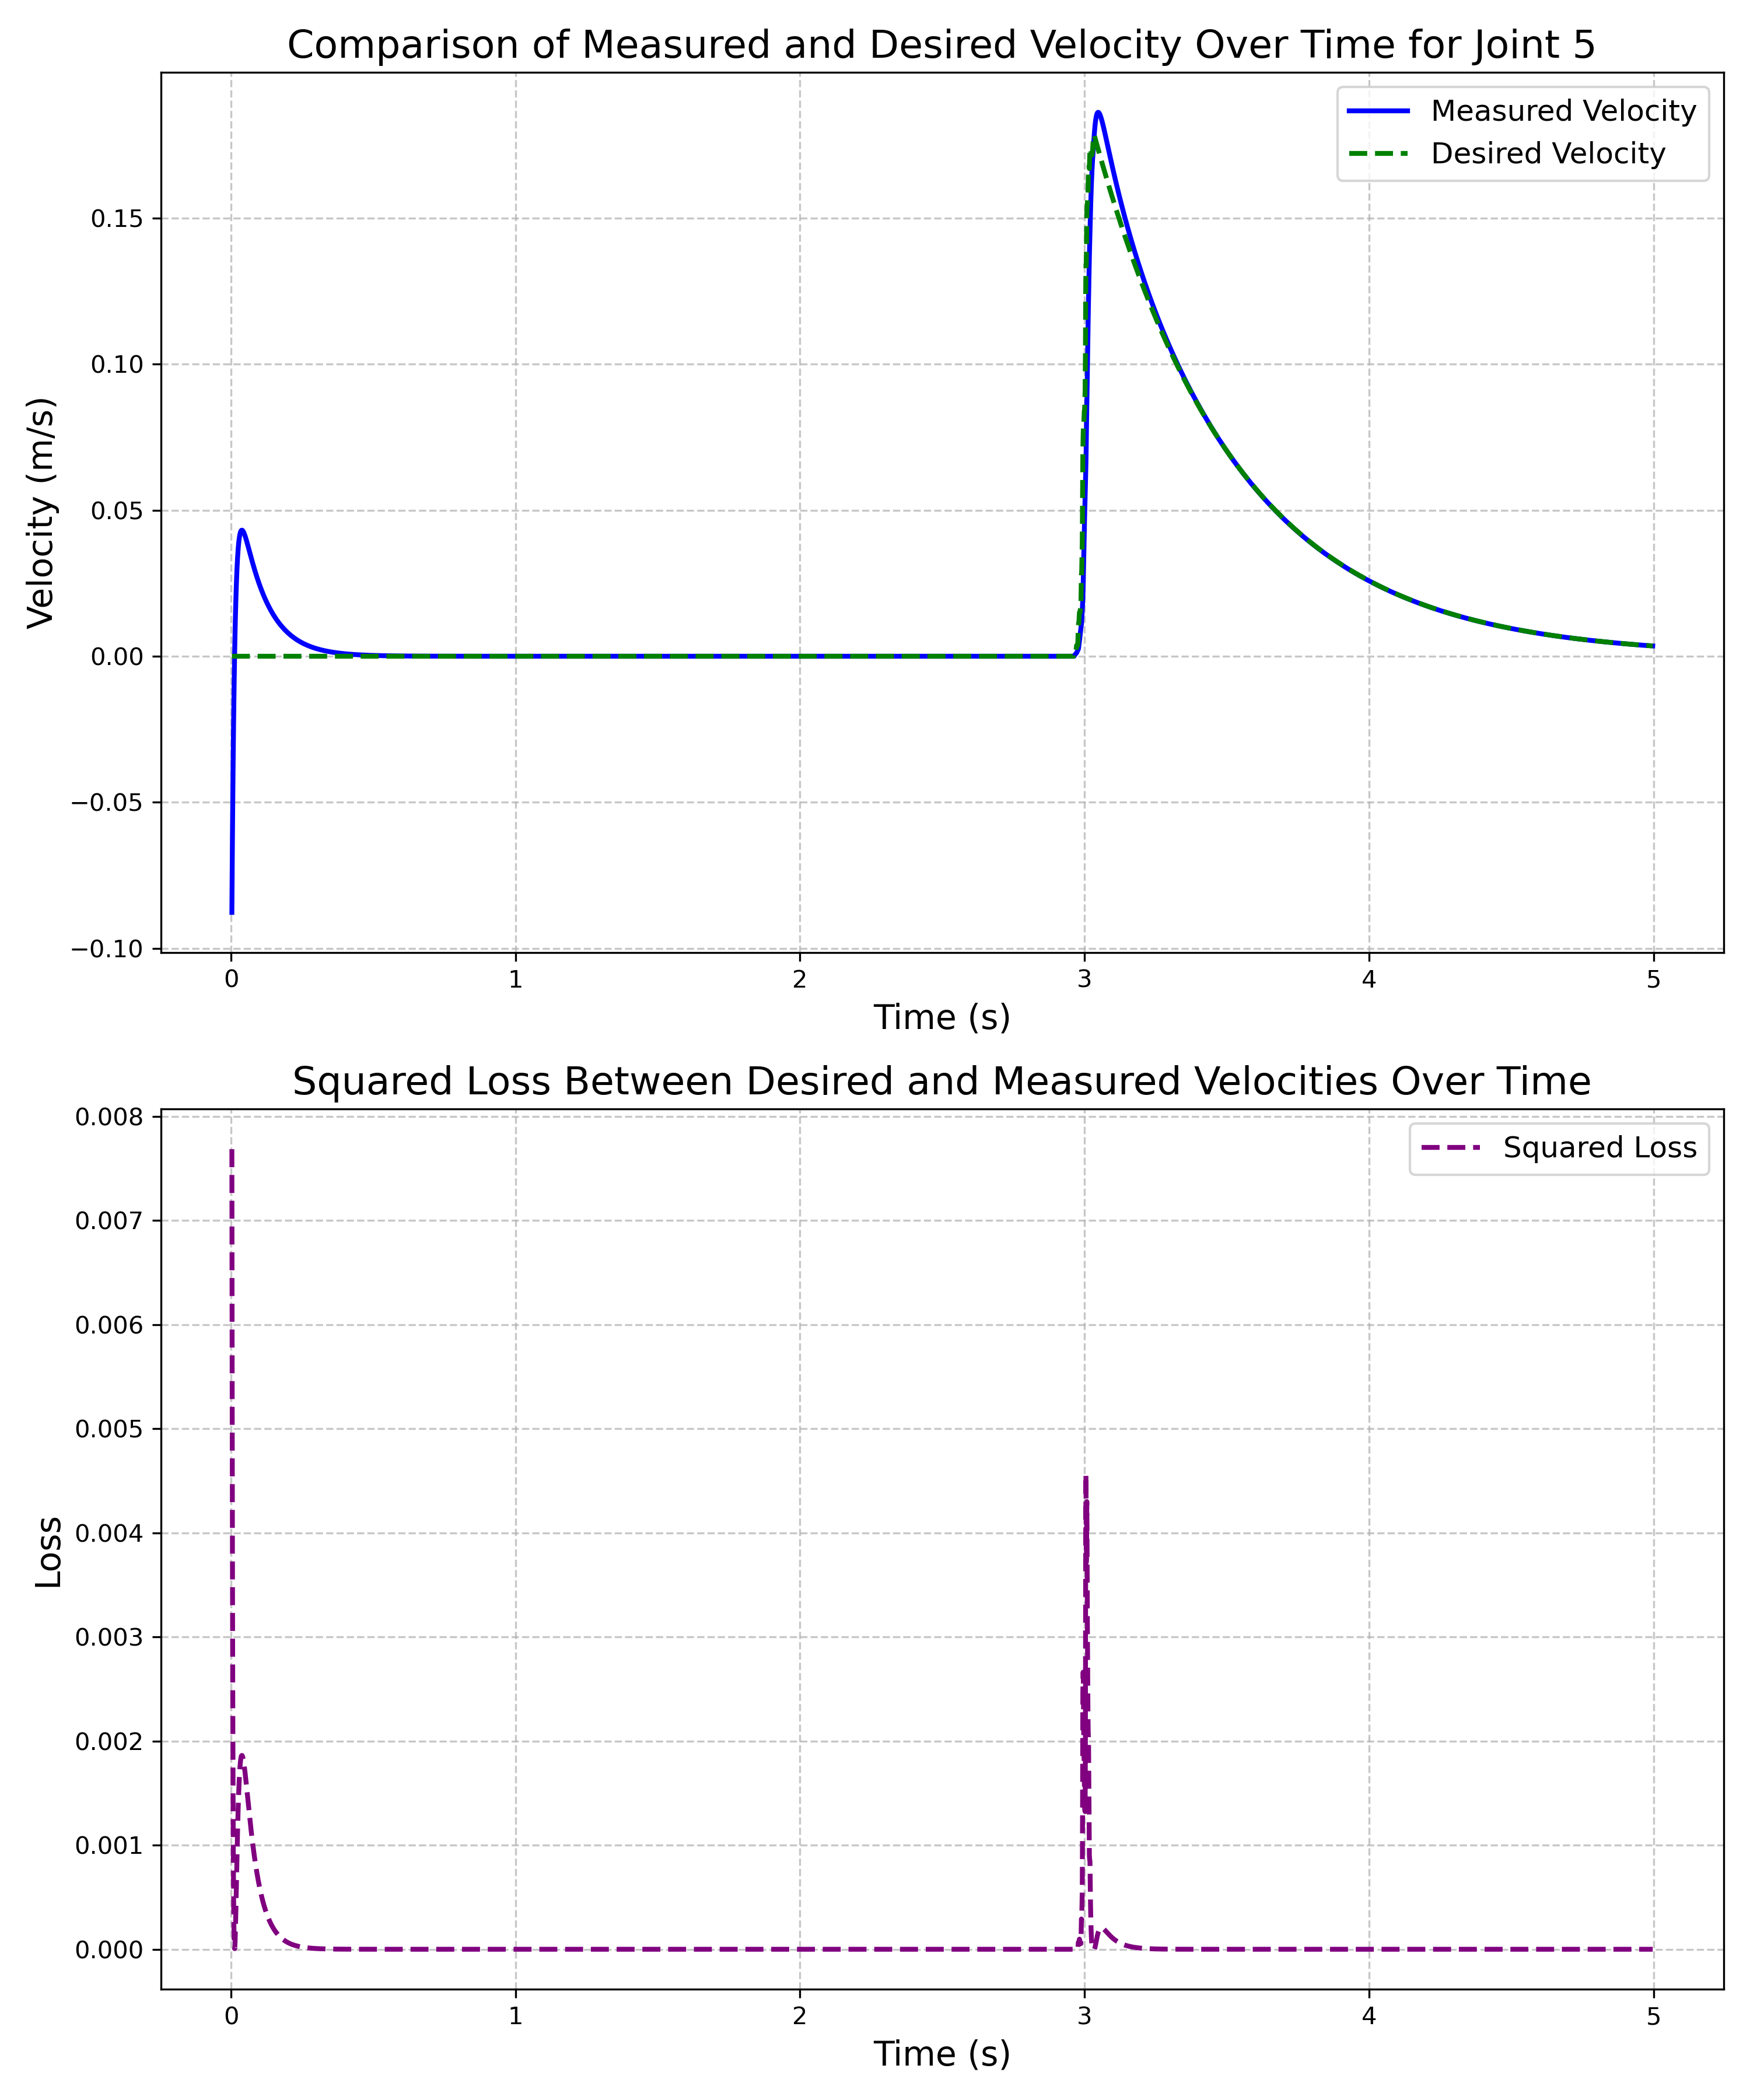 Comparison of Measured and Desired Velocity Over Time for Joint 5
Measured Velocity
Desired Velocity
Velocity (m/s)
0.15
0.10
0.05
0.00
−0.05
−0.10
0 1 2 3 4 5
Time (s)
Squared Loss Between Desired and Measured Velocities Over Time
Squared Loss
Loss
0.008
0.007
0.006
0.005
0.004
0.003
0.002
0.001
0.000
0 1 2 3 4 5
Time (s)